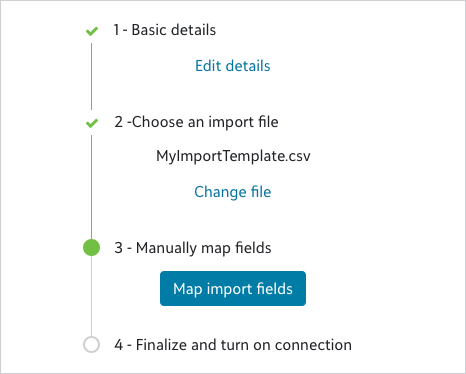 1 - Basic details
Edit details
2 -Choose an import file
MyImportTemplate.csv
Change file
3 - Manually map fields
Map import fields
4 - Finalize and turn on connection